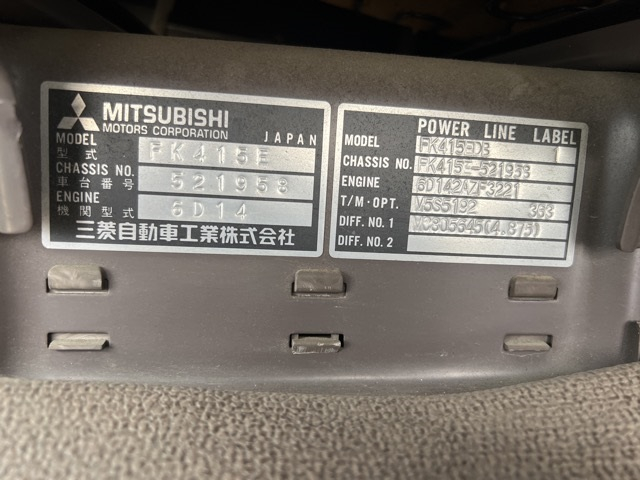 MITSUBISHI
MOTORS CORPORATION JAPAN
MODEL
型式 FK415E
CHASSIS NO.
車台番号 521953
ENGINE
機関型式 6D14
三菱自動車工業株式会社
POWER LINE LABEL
MODEL
CHASSIS NO. FK415E-521953
ENGINE
T/M·OPT. 333
DIFF. NO. 1
DIFF. NO. 2